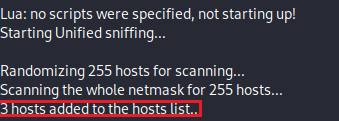 Lua: no scripts were specified, not starting up!
Starting Unified sniffing...
Randomizing 255 hosts for scanning...
Scanning the whole netmask for 255 hosts...
3 hosts added to the hosts list..